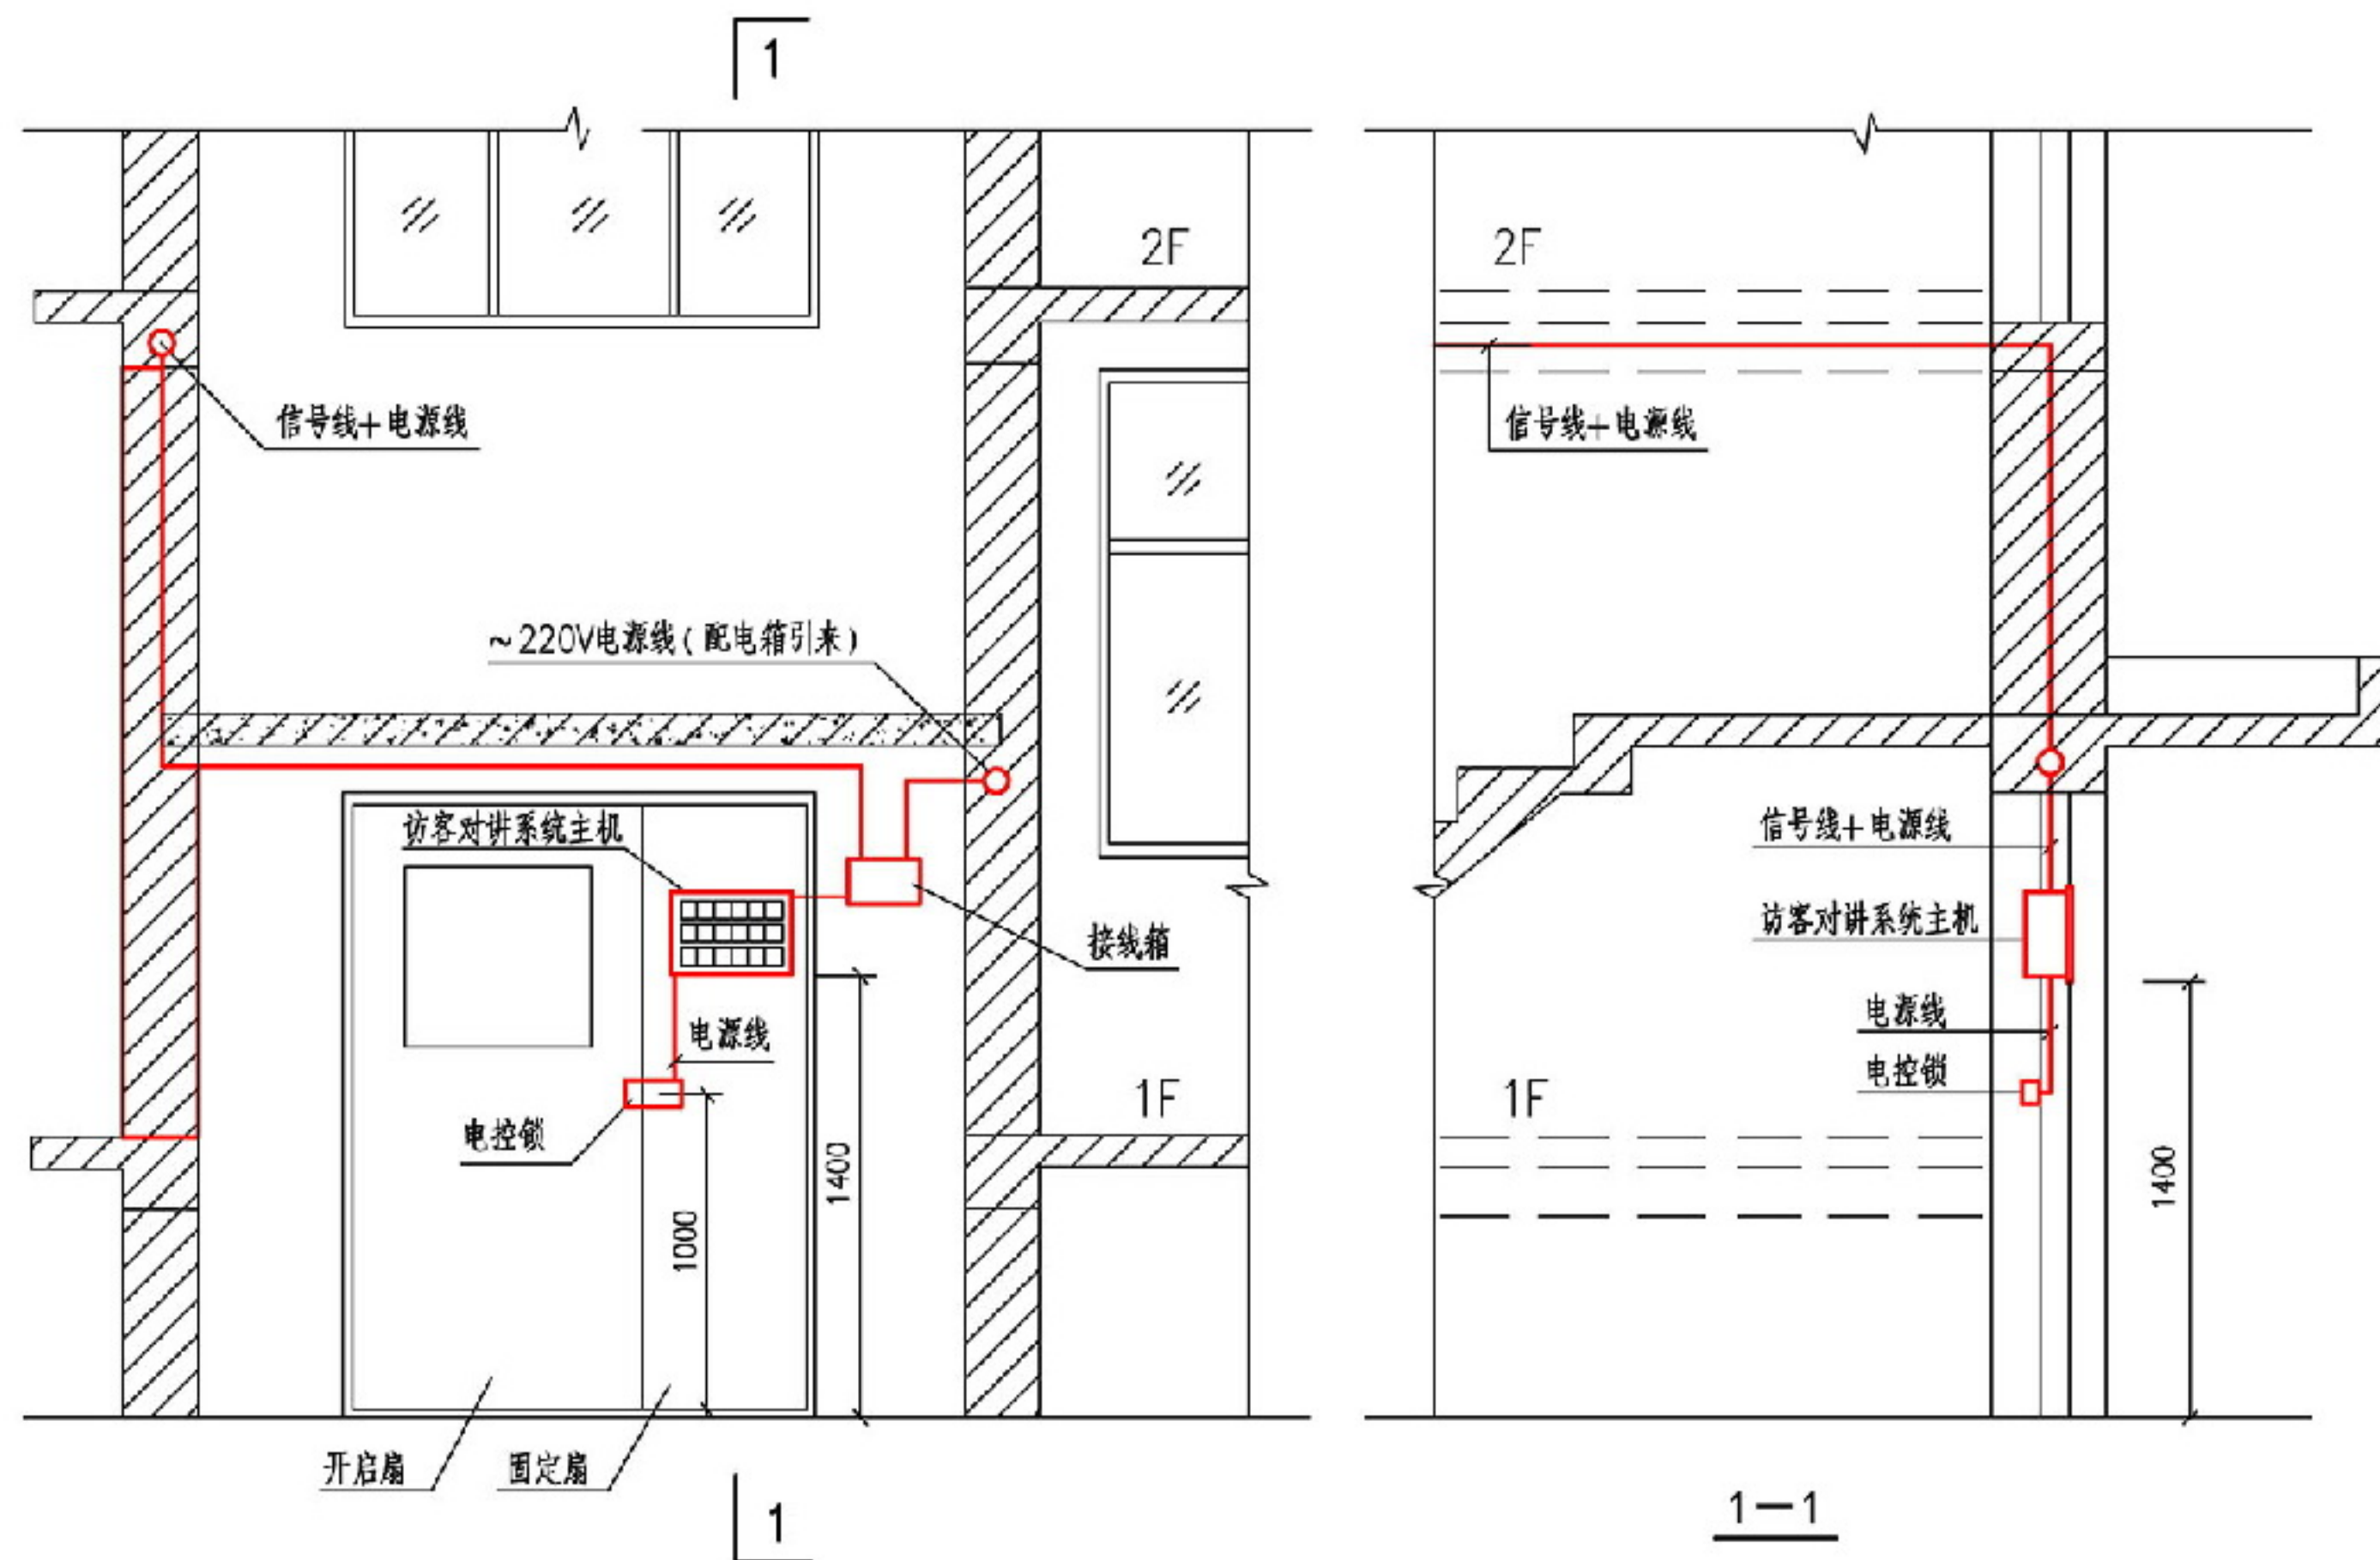 1
2F
信号线+电源线
~220V电源线(配电箱引来)
访客对讲系统主机
接线箱
电源线
电控锁
1F
1000
1400
开启扇
固定扇
1
2F
信号线+电源线
信号线+电源线
访客对讲系统主机
电源线
电控锁
1F
1400
1—1